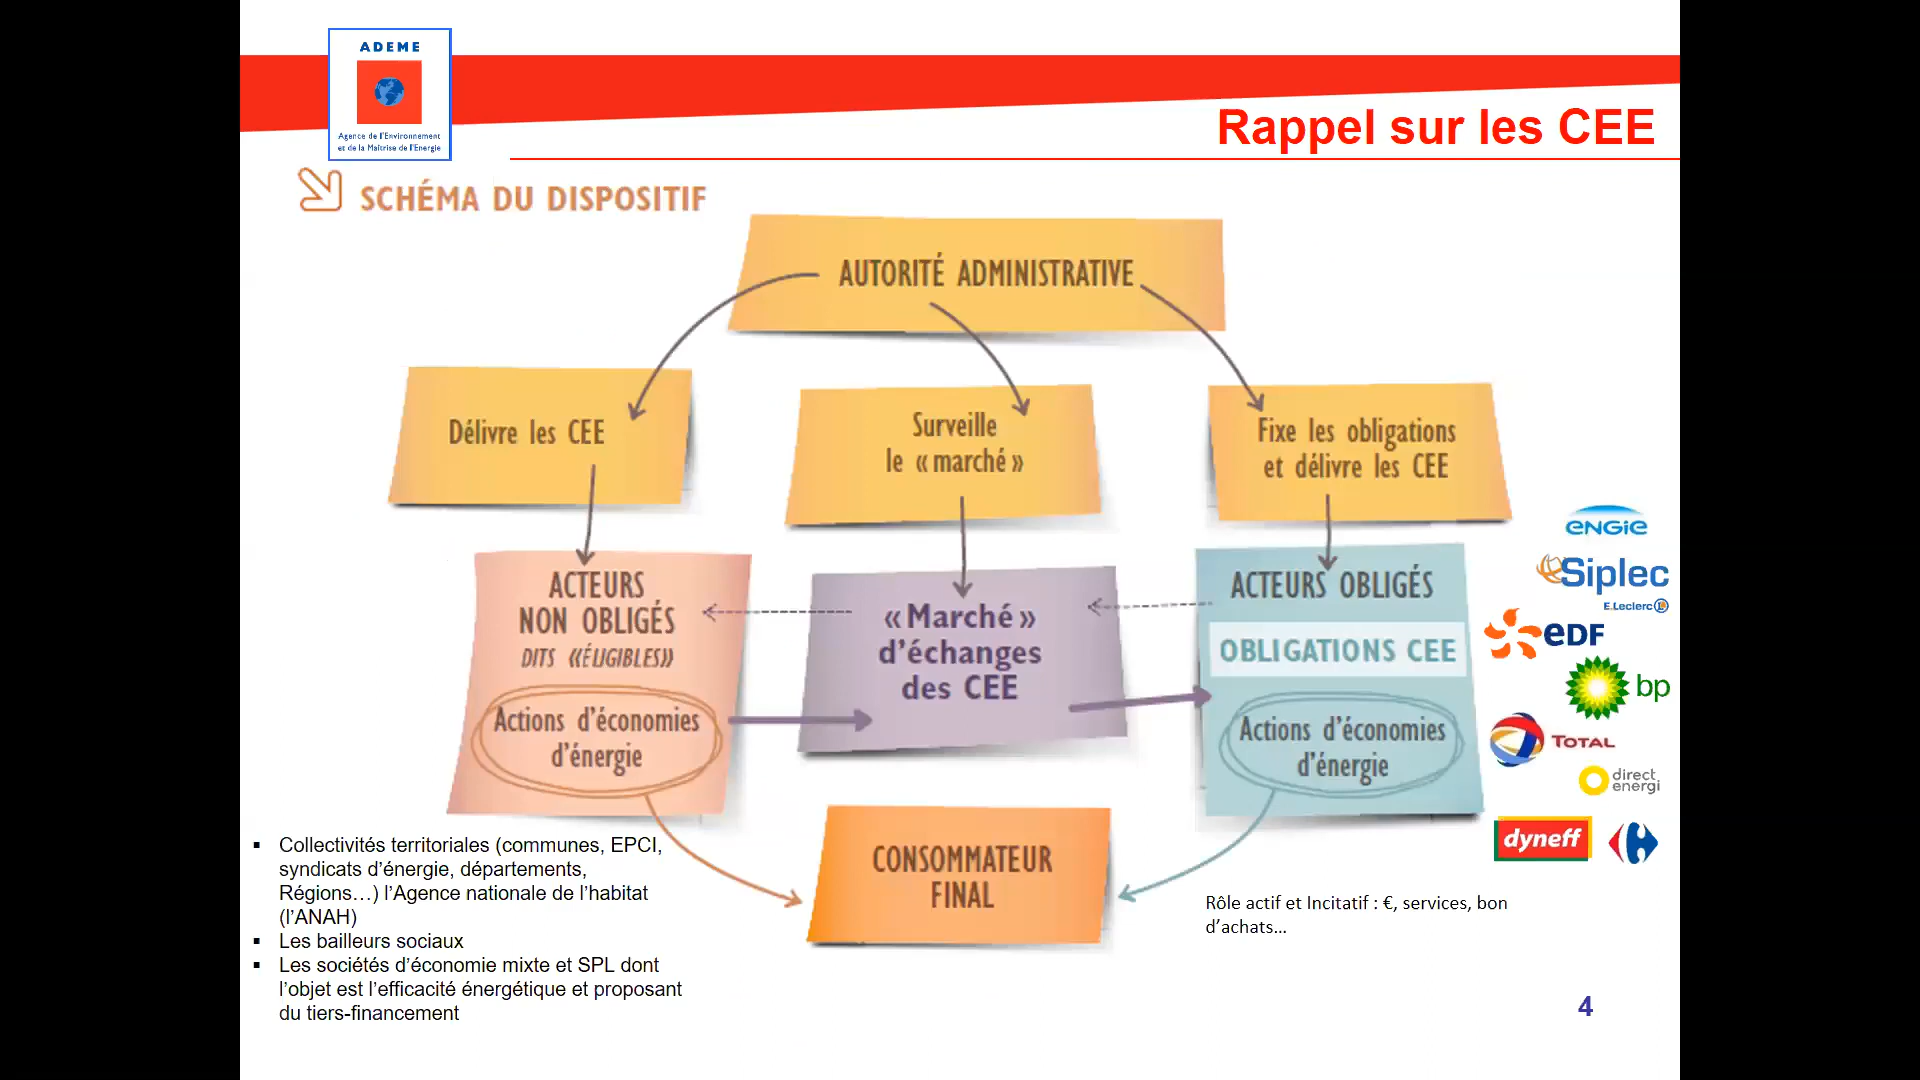 ADEME
Agence de l'Environnement
et de la Maîtrise de l'Energie
Rappel sur les CEE
SCHÉMA DU DISPOSITIF
AUTORITÉ ADMINISTRATIVE
Délivre les CEE
Surveille
le « marché »
Fixe les obligations
et délivre les CEE
ACTEURS
NON OBLIGÉS
DITS «ÉLIGIBLES»
Actions d'économies
d'énergie
« Marché »
d'échanges
des CEE
ACTEURS OBLIGÉS
OBLIGATIONS CEE
Actions d'économies
d'énergie
CONSOMMATEUR
FINAL
ENGIE
Siplec
E.Leclerc L
EDF
bp
TOTAL
direct
energi
dyneff
▪ Collectivités territoriales (communes, EPCI,
syndicats d'énergie, départements,
Régions…) l'Agence nationale de l'habitat
(l'ANAH)
▪ Les bailleurs sociaux
▪ Les sociétés d'économie mixte et SPL dont
l'objet est l'efficacité énergétique et proposant
du tiers-financement
Rôle actif et Incitatif : €, services, bon
d'achats…
4